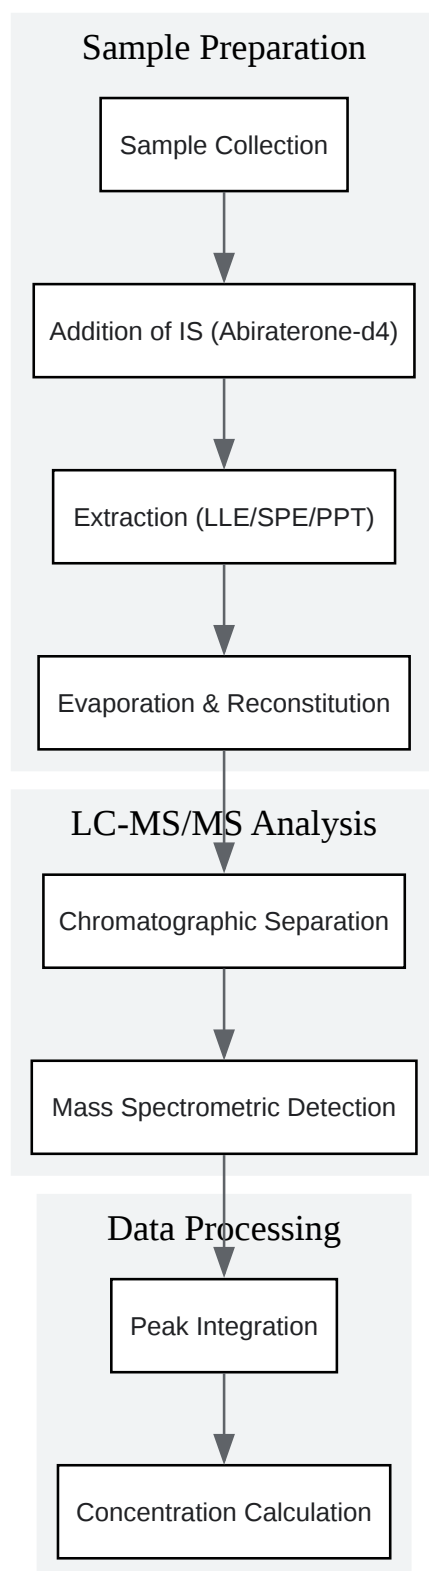 Sample Preparation
Sample Collection
Addition of IS (Abiraterone-d4)
Extraction (LLE/SPE/PPT)
Evaporation & Reconstitution
LC-MS/MS Analysis
Chromatographic Separation
Mass Spectrometric Detection
Data Processing
Peak Integration
Concentration Calculation